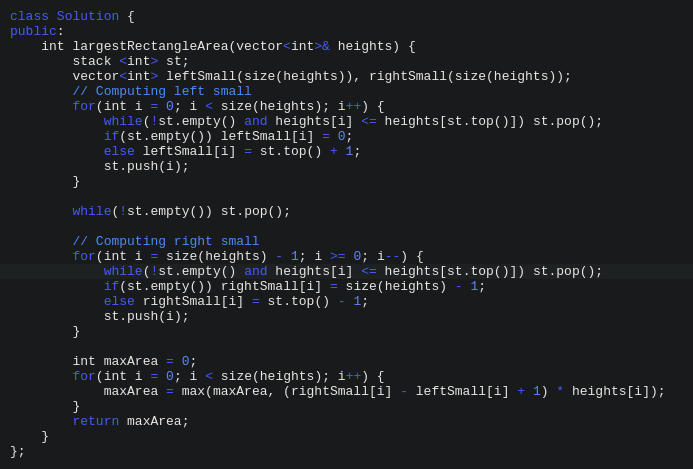 class Solution {
public:
    int largestRectangleArea(vector<int>& heights) {
        stack <int> st;
        vector<int> leftSmall(size(heights)), rightSmall(size(heights));
        // Computing left small
        for(int i = 0; i < size(heights); i++) {
            while(!st.empty() and heights[i] <= heights[st.top()]) st.pop();
            if(st.empty()) leftSmall[i] = 0;
            else leftSmall[i] = st.top() + 1;
            st.push(i);
        }

        while(!st.empty()) st.pop();

        // Computing right small
        for(int i = size(heights) - 1; i >= 0; i--) {
            while(!st.empty() and heights[i] <= heights[st.top()]) st.pop();
            if(st.empty()) rightSmall[i] = size(heights) - 1;
            else rightSmall[i] = st.top() - 1;
            st.push(i);
        }

        int maxArea = 0;
        for(int i = 0; i < size(heights); i++) {
            maxArea = max(maxArea, (rightSmall[i] - leftSmall[i] + 1) * heights[i]);
        }
        return maxArea;
    }
};